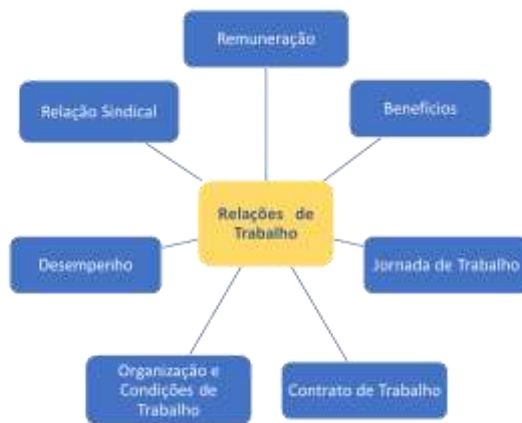 Remuneração
Relação Sindical
Benefícios
Relações de
Trabalho
Desempenho
Jornada de Trabalho
Organização e
Condições de
Trabalho
Contrato de Trabalho